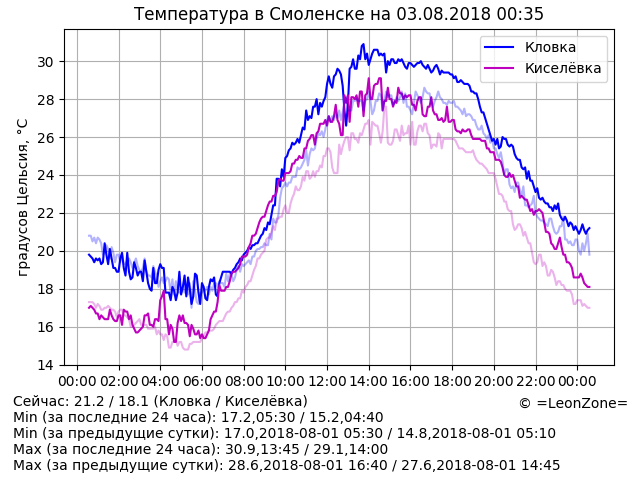 Температура в Смоленске на 03.08.2018 00:35
Кловка
Киселёвка
градусов Цельсия, °C
30
28
26
24
22
20
18
16
14
00:00 02:00 04:00 06:00 08:00 10:00 12:00 14:00 16:00 18:00 20:00 22:00 00:00
Сейчас: 21.2 / 18.1 (Кловка / Киселёвка)
© =LeonZone=
Min (за последние 24 часа): 17.2,05:30 / 15.2,04:40
Min (за предыдущие сутки): 17.0,2018-08-01 05:30 / 14.8,2018-08-01 05:10
Max (за последние 24 часа): 30.9,13:45 / 29.1,14:00
Max (за предыдущие сутки): 28.6,2018-08-01 16:40 / 27.6,2018-08-01 14:45